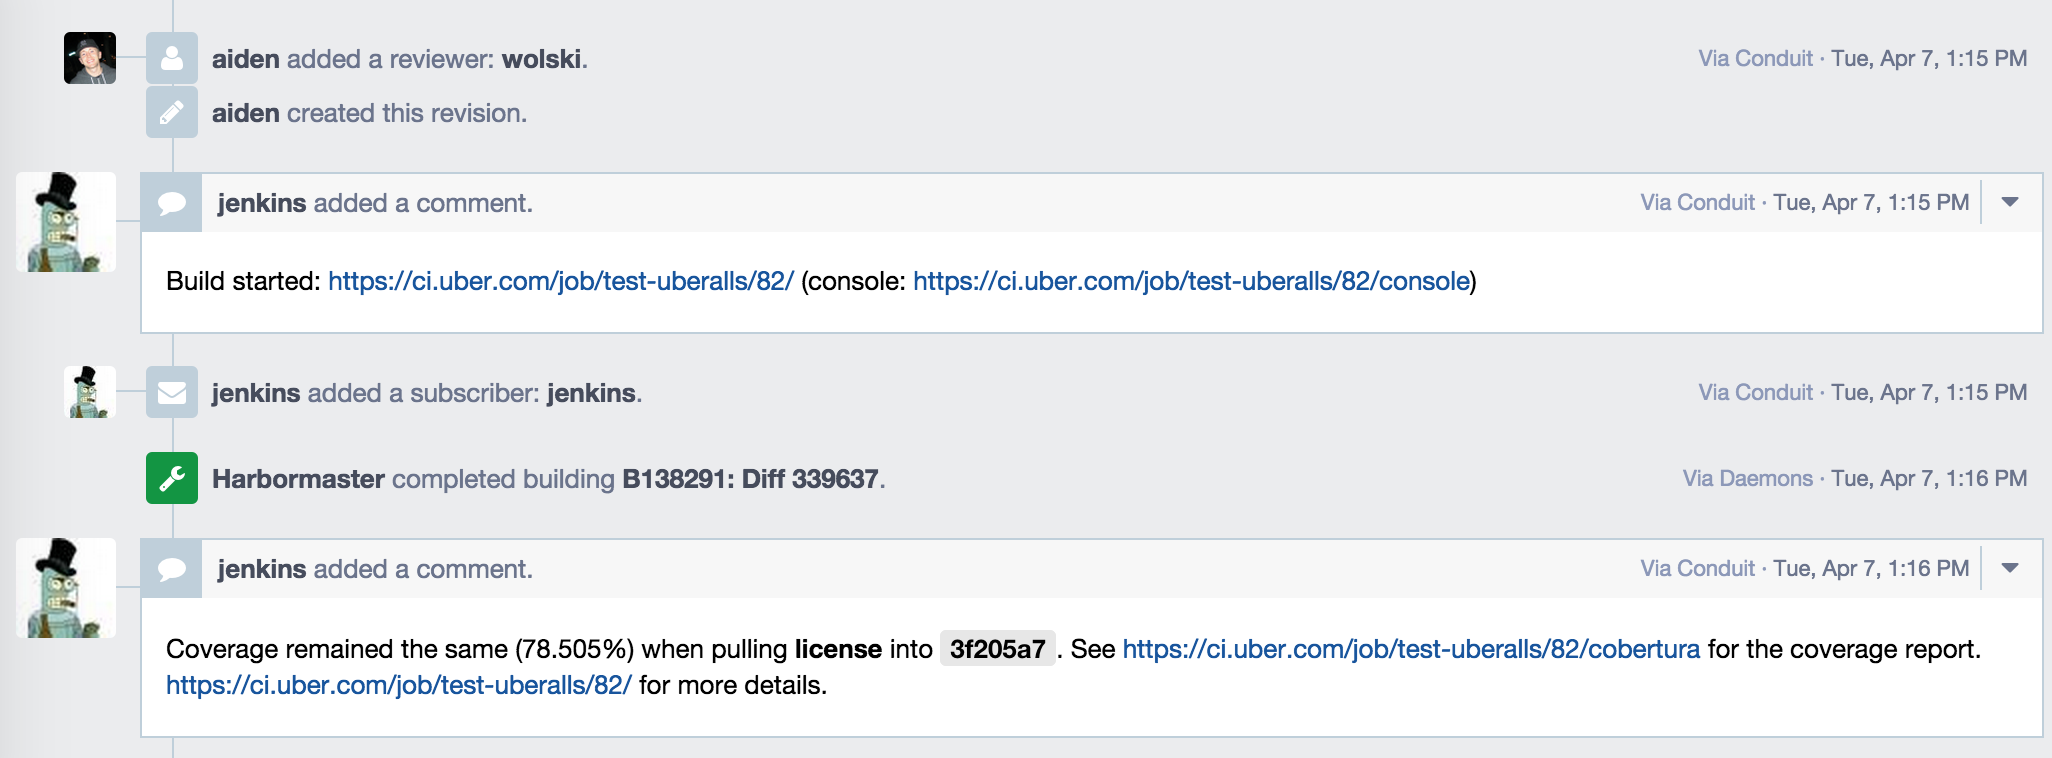 aiden added a reviewer: wolski. Via Conduit · Tue, Apr 7, 1:15 PM
aiden created this revision.
jenkins added a comment. Via Conduit · Tue, Apr 7, 1:15 PM
Build started: https://ci.uber.com/job/test-uberalls/82/ (console: https://ci.uber.com/job/test-uberalls/82/console)
jenkins added a subscriber: jenkins. Via Conduit · Tue, Apr 7, 1:15 PM
Harbormaster completed building B138291: Diff 339637. Via Daemons · Tue, Apr 7, 1:16 PM
jenkins added a comment. Via Conduit · Tue, Apr 7, 1:16 PM
Coverage remained the same (78.505%) when pulling license into 3f205a7 . See https://ci.uber.com/job/test-uberalls/82/cobertura for the coverage report.
https://ci.uber.com/job/test-uberalls/82/ for more details.